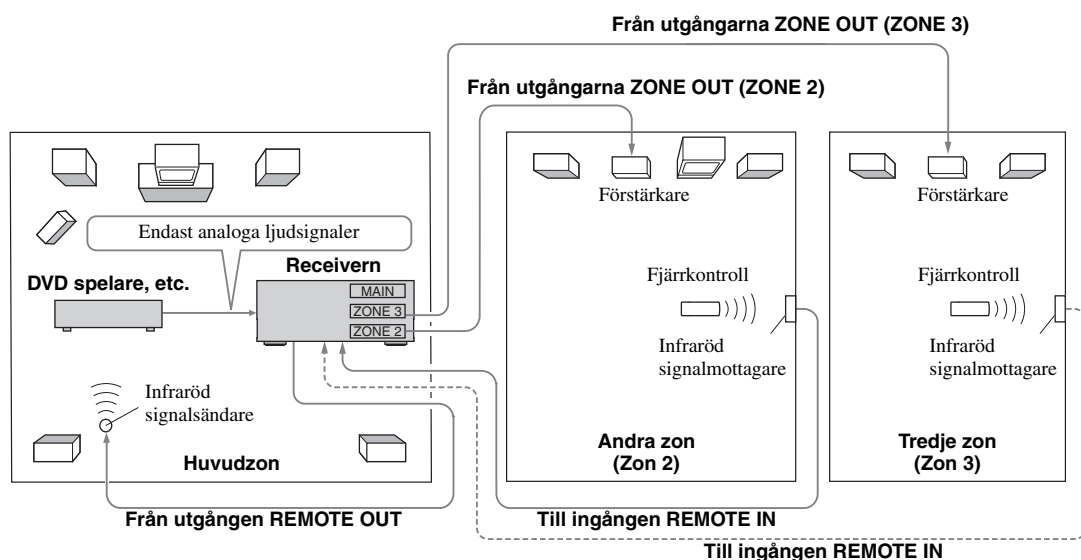 Från utgångarna ZONE OUT (ZONE 3)
Från utgångarna ZONE OUT (ZONE 2)
Endast analoga ljudsignaler
DVD spelare, etc.
Receivern
MAIN
ZONE 3
ZONE 2
Infraröd
signalsändare
Huvudzon
Från utgången REMOTE OUT
Förstärkare
Fjärrkontroll
Infraröd
signalmottagare
Andra zon
(Zon 2)
Till ingången REMOTE IN
Förstärkare
Fjärrkontroll
Infraröd
signalmottagare
Tredje zon
(Zon 3)
Till ingången REMOTE IN